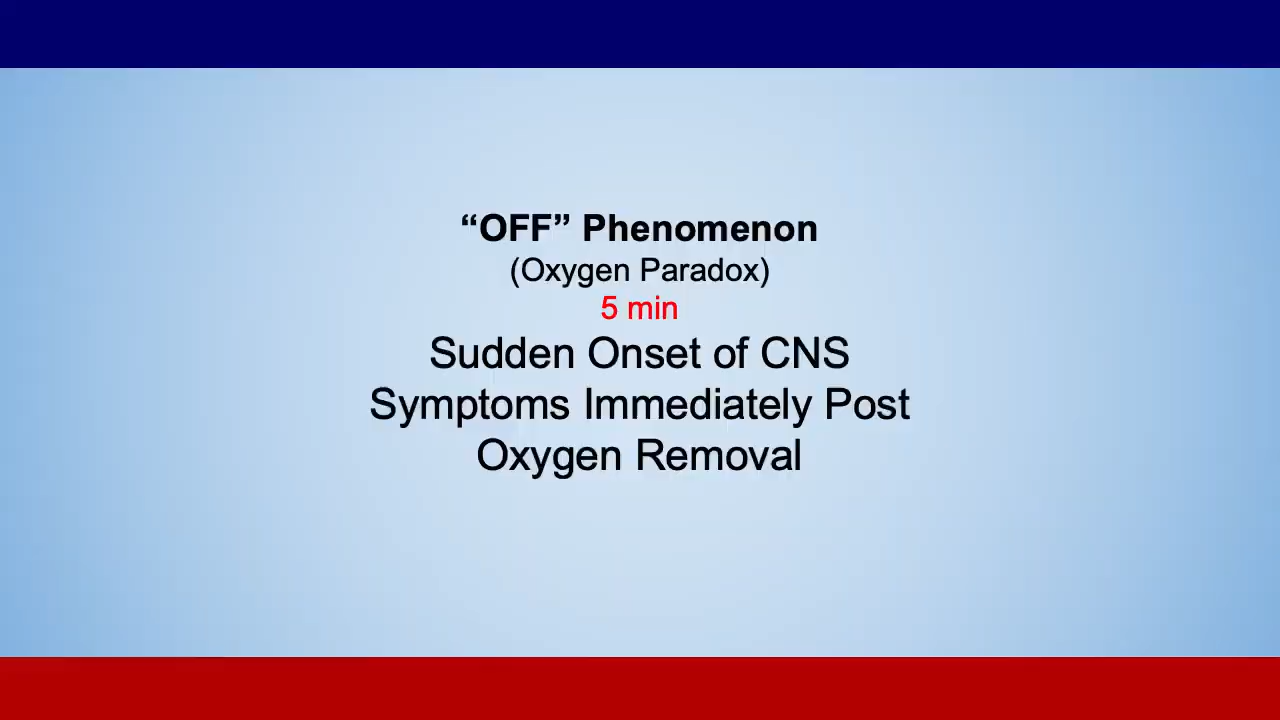 “OFF” Phenomenon
(Oxygen Paradox)
5 min
Sudden Onset of CNS
Symptoms Immediately Post
Oxygen Removal